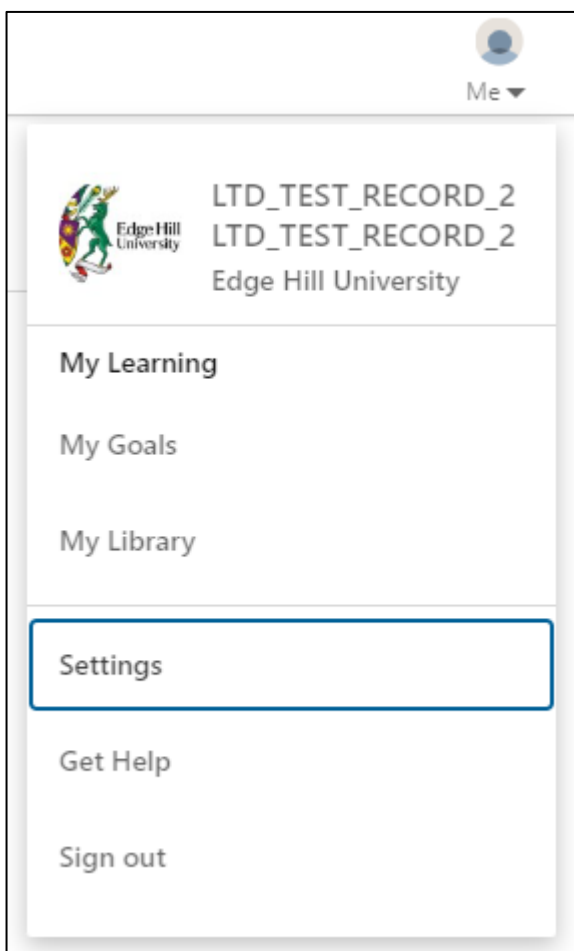 Me
Edge Hill
University
LTD_TEST_RECORD_2
LTD_TEST_RECORD_2
Edge Hill University
My Learning
My Goals
My Library
Settings
Get Help
Sign out